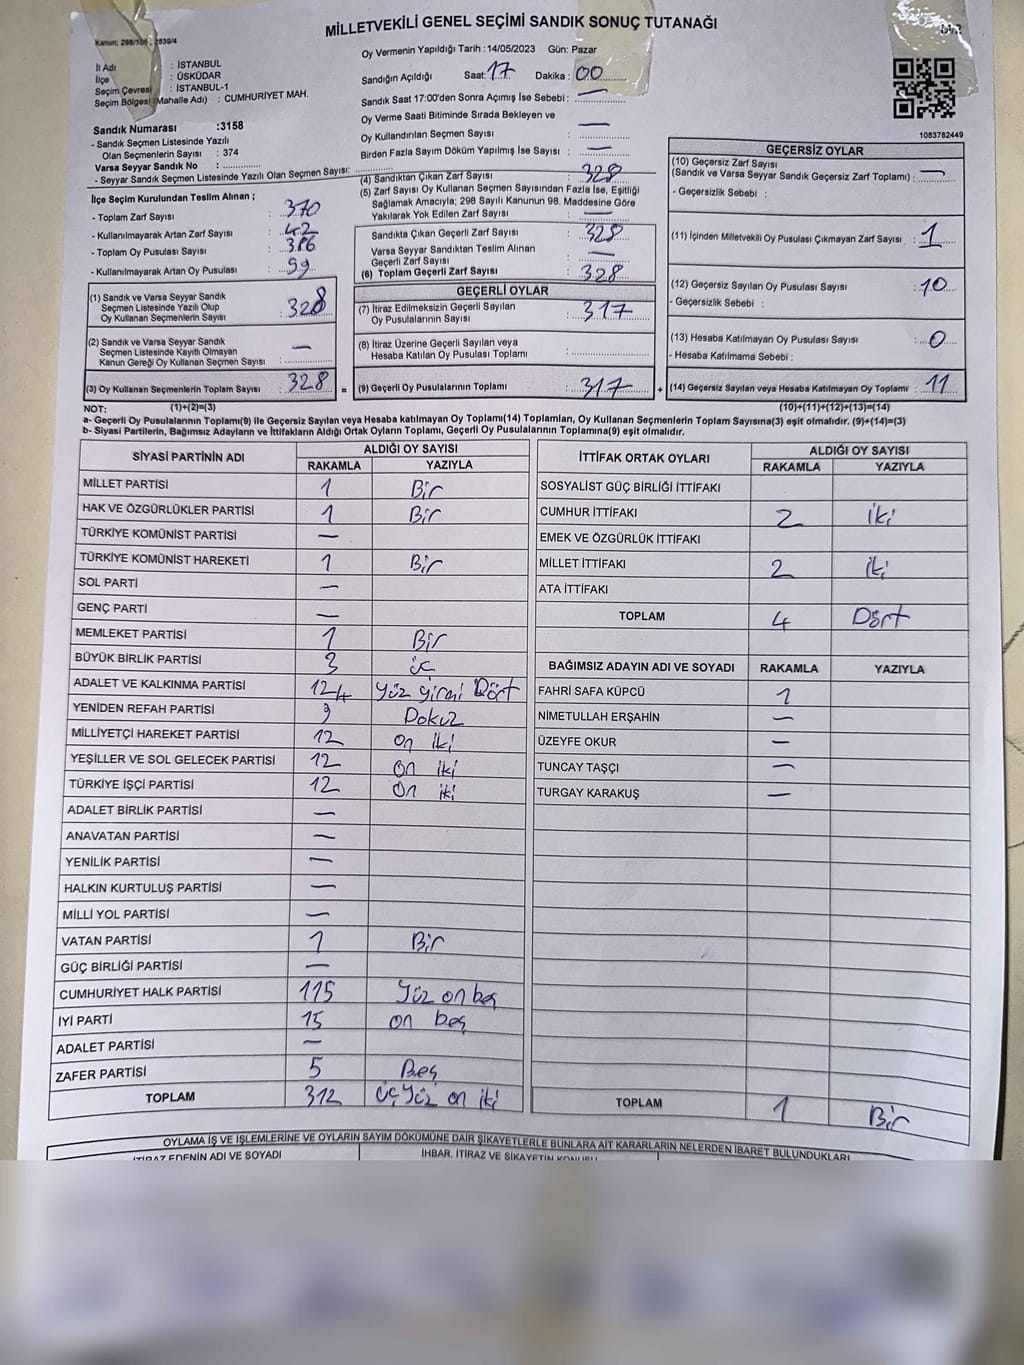 MİLLETVEKİLİ GENEL SEÇİMİ SANDIK SONUÇ TUTANAĞI
Kanun: 298/105 ; 2839/4
İl Adı : İSTANBUL
İlçe : ÜSKÜDAR
Seçim Çevresi : İSTANBUL-1
Seçim Bölgesi (Mahalle Adı) : CUMHURİYET MAH.
Sandık Numarası :3158
- Sandık Seçmen Listesinde Yazılı
Olan Seçmenlerin Sayısı : 374
Varsa Seyyar Sandık No :
- Seyyar Sandık Seçmen Listesinde Yazılı Olan Seçmen Sayısı:
İlçe Seçim Kurulundan Teslim Alınan ;
- Toplam Zarf Sayısı : 370
- Kullanılmayarak Artan Zarf Sayısı : 42
- Toplam Oy Pusulası Sayısı :
- Kullanılmayarak Artan Oy Pusulası : 59
(1) Sandık ve Varsa Seyyar Sandık
Seçmen Listesinde Yazılı Olup
Oy Kullanan Seçmenlerin Sayısı : 328
(2) Sandık ve Varsa Seyyar Sandık
Seçmen Listesinde Kayıtlı Olmayan
Kanun Gereği Oy Kullanan Seçmen Sayısı : —
(3) Oy Kullanan Seçmenlerin Toplam Sayısı : 328
Oy Vermenin Yapıldığı Tarih : 14/05/2023 Gün: Pazar
Sandığın Açıldığı Saat: 17 Dakika : 00
Sandık Saat 17:00'den Sonra Açımış İse Sebebi : —
Oy Verme Saati Bitiminde Sırada Bekleyen ve
Oy Kullandırılan Seçmen Sayısı : —
Birden Fazla Sayım Döküm Yapılmış İse Sayısı : —
(4) Sandıktan Çıkan Zarf Sayısı : 328
(5) Zarf Sayısı Oy Kullanan Seçmen Sayısından Fazla İse, Eşitliği
Sağlamak Amacıyla; 298 Sayılı Kanunun 98. Maddesine Göre
Yakılarak Yok Edilen Zarf Sayısı : —
Sandıkta Çıkan Geçerli Zarf Sayısı : 328
Varsa Seyyar Sandıktan Teslim Alınan
Geçerli Zarf Sayısı : —
(6) Toplam Geçerli Zarf Sayısı : 328
GEÇERLİ OYLAR
(7) İtiraz Edilmeksizin Geçerli Sayılan
Oy Pusulalarının Sayısı : 317
(8) İtiraz Üzerine Geçerli Sayılan veya
Hesaba Katılan Oy Pusulası Toplamı :
= (9) Geçerli Oy Pusulalarının Toplamı : 317 +
1083782449
GEÇERSİZ OYLAR
(10) Geçersiz Zarf Sayısı
(Sandık ve Varsa Seyyar Sandık Geçersiz Zarf Toplamı) : —
- Geçersizlik Sebebi :
(11) İçinden Milletvekili Oy Pusulası Çıkmayan Zarf Sayısı : 1
(12) Geçersiz Sayılan Oy Pusulası Sayısı : 10
- Geçersizlik Sebebi :
(13) Hesaba Katılmayan Oy Pusulası Sayısı : 0
- Hesaba Katılmama Sebebi :
(14) Geçersiz Sayılan veya Hesaba Katılmayan Oy Toplamı : 11
NOT: (1)+(2)=(3) (10)+(11)+(12)+(13)=(14)
a- Geçerli Oy Pusulalarının Toplamı(9) ile Geçersiz Sayılan veya Hesaba katılmayan Oy Toplamı(14) Toplamları, Oy Kullanan Seçmenlerin Toplam Sayısına(3) eşit olmalıdır. (9)+(14)=(3)
b- Siyasi Partilerin, Bağımsız Adayların ve İttifakların Aldığı Ortak Oyların Toplamı, Geçerli Oy Pusulalarının Toplamına(9) eşit olmalıdır.
SİYASİ PARTİNİN ADI ALDIĞI OY SAYISI
RAKAMLA YAZIYLA
MİLLET PARTİSİ 1 Bir
HAK VE ÖZGÜRLÜKLER PARTİSİ 1 Bir
TÜRKİYE KOMÜNİST PARTİSİ —
TÜRKİYE KOMÜNİST HAREKETİ 1 Bir
SOL PARTİ —
GENÇ PARTİ —
MEMLEKET PARTİSİ 1 Bir
BÜYÜK BİRLİK PARTİSİ 3 üç
ADALET VE KALKINMA PARTİSİ 124 Yüz yirmi Dört
YENİDEN REFAH PARTİSİ 9 Dokuz
MİLLİYETÇİ HAREKET PARTİSİ 12 On iki
YEŞİLLER VE SOL GELECEK PARTİSİ 12 On iki
TÜRKİYE İŞÇİ PARTİSİ 12 On iki
ADALET BİRLİK PARTİSİ —
ANAVATAN PARTİSİ —
YENİLİK PARTİSİ —
HALKIN KURTULUŞ PARTİSİ —
MİLLİ YOL PARTİSİ —
VATAN PARTİSİ 1 Bir
GÜÇ BİRLİĞİ PARTİSİ —
CUMHURİYET HALK PARTİSİ 115 Yüz on beş
İYİ PARTİ 15 on beş
ADALET PARTİSİ —
ZAFER PARTİSİ 5 Beş
TOPLAM 312 üçyüz on iki
İTTİFAK ORTAK OYLARI ALDIĞI OY SAYISI
RAKAMLA YAZIYLA
SOSYALİST GÜÇ BİRLİĞİ İTTİFAKI
CUMHUR İTTİFAKI 2 iki
EMEK VE ÖZGÜRLÜK İTTİFAKI
MİLLET İTTİFAKI 2 iki
ATA İTTİFAKI
TOPLAM 4 Dört
BAĞIMSIZ ADAYIN ADI VE SOYADI RAKAMLA YAZIYLA
FAHRİ SAFA KÜPCÜ 1
NİMETULLAH ERŞAHİN —
ÜZEYFE OKUR —
TUNCAY TAŞÇI —
TURGAY KARAKUŞ —
TOPLAM 1 Bir
OYLAMA İŞ VE İŞLEMLERİNE VE OYLARIN SAYIM DÖKÜMÜNE DAİR ŞİKAYETLERLE BUNLARA AİT KARARLARIN NELERDEN İBARET BULUNDUKLARI
İTİRAZ EDENİN ADI VE SOYADI İHBAR, İTİRAZ VE ŞİKAYETİN KONUSU